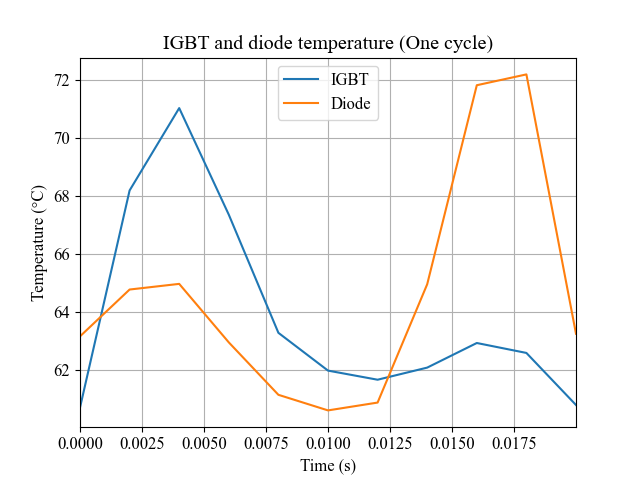 IGBT and diode temperature (One cycle)
IGBT
Diode
72
70
68
66
64
62
Temperature (°C)
0.0000 0.0025 0.0050 0.0075 0.0100 0.0125 0.0150 0.0175
Time (s)